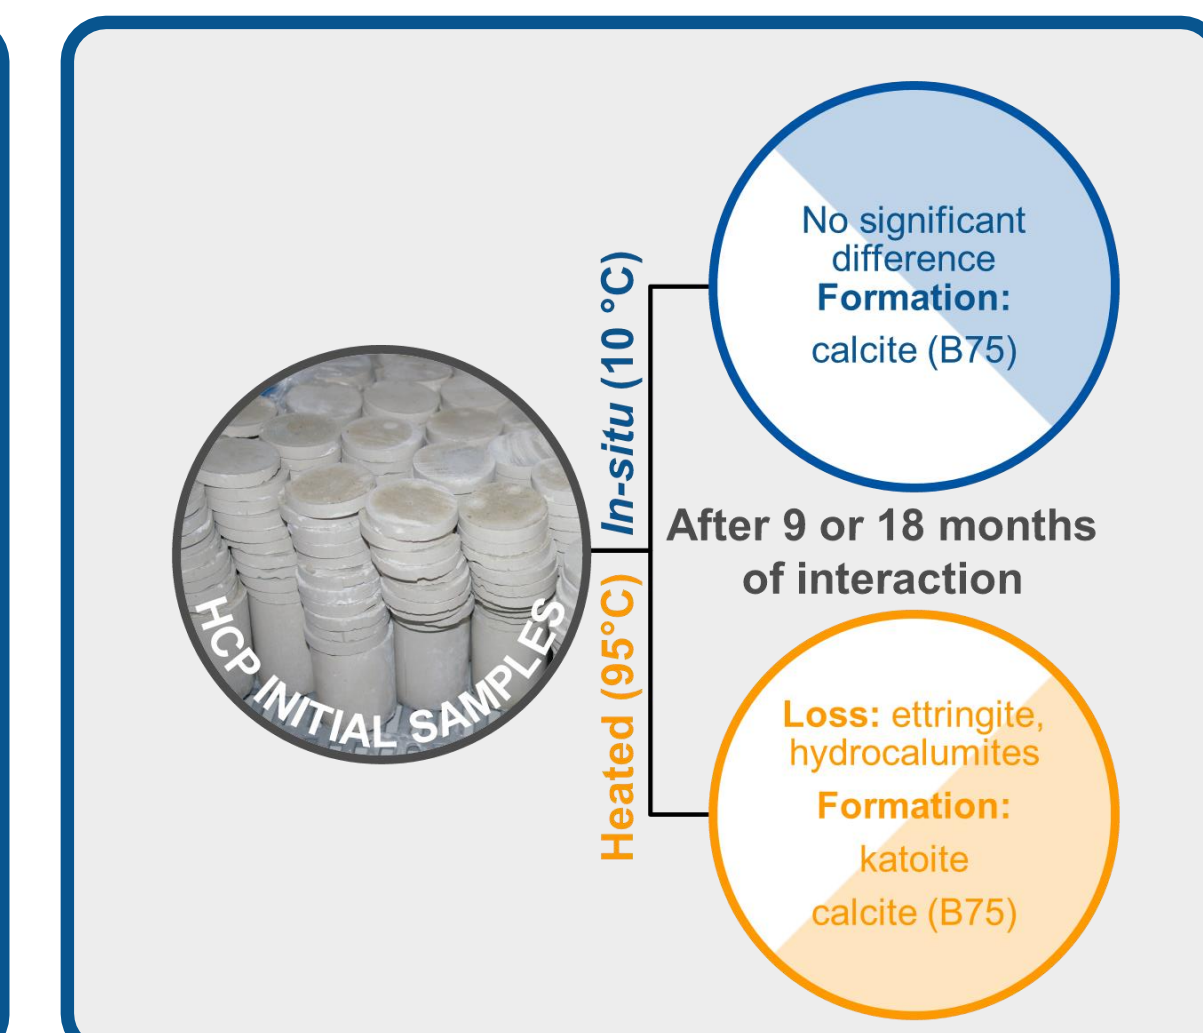 HCP INITIAL SAMPLES
In-situ (10 °C)
Heated (95°C)
No significant
difference
Formation:
calcite (B75)
After 9 or 18 months
of interaction
Loss: ettringite,
hydrocalumites
Formation:
katoite
calcite (B75)